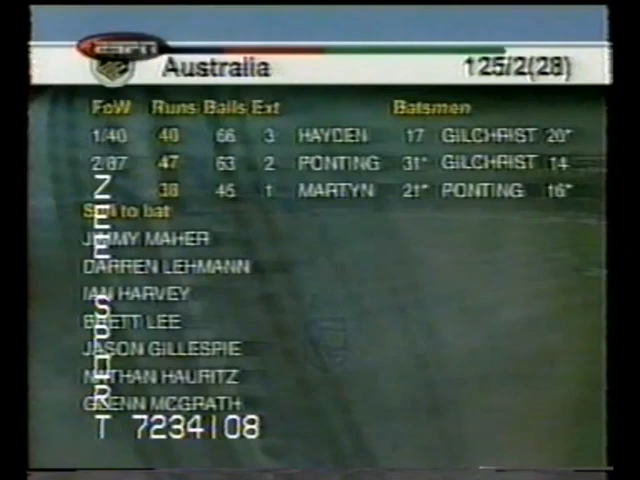 ESPN
Australia 125/2(28)
FoW Runs Balls Ext Batsmen
1/40 40 66 3 HAYDEN 17 GILCHRIST 20*
2/87 47 63 2 PONTING 31* GILCHRIST 14
38 45 1 MARTYN 21* PONTING 16*
Still to bat
JIMMY MAHER
DARREN LEHMANN
IAN HARVEY
BRETT LEE
JASON GILLESPIE
NATHAN HAURITZ
GLENN MCGRATH
ZEE SPORT 7234108